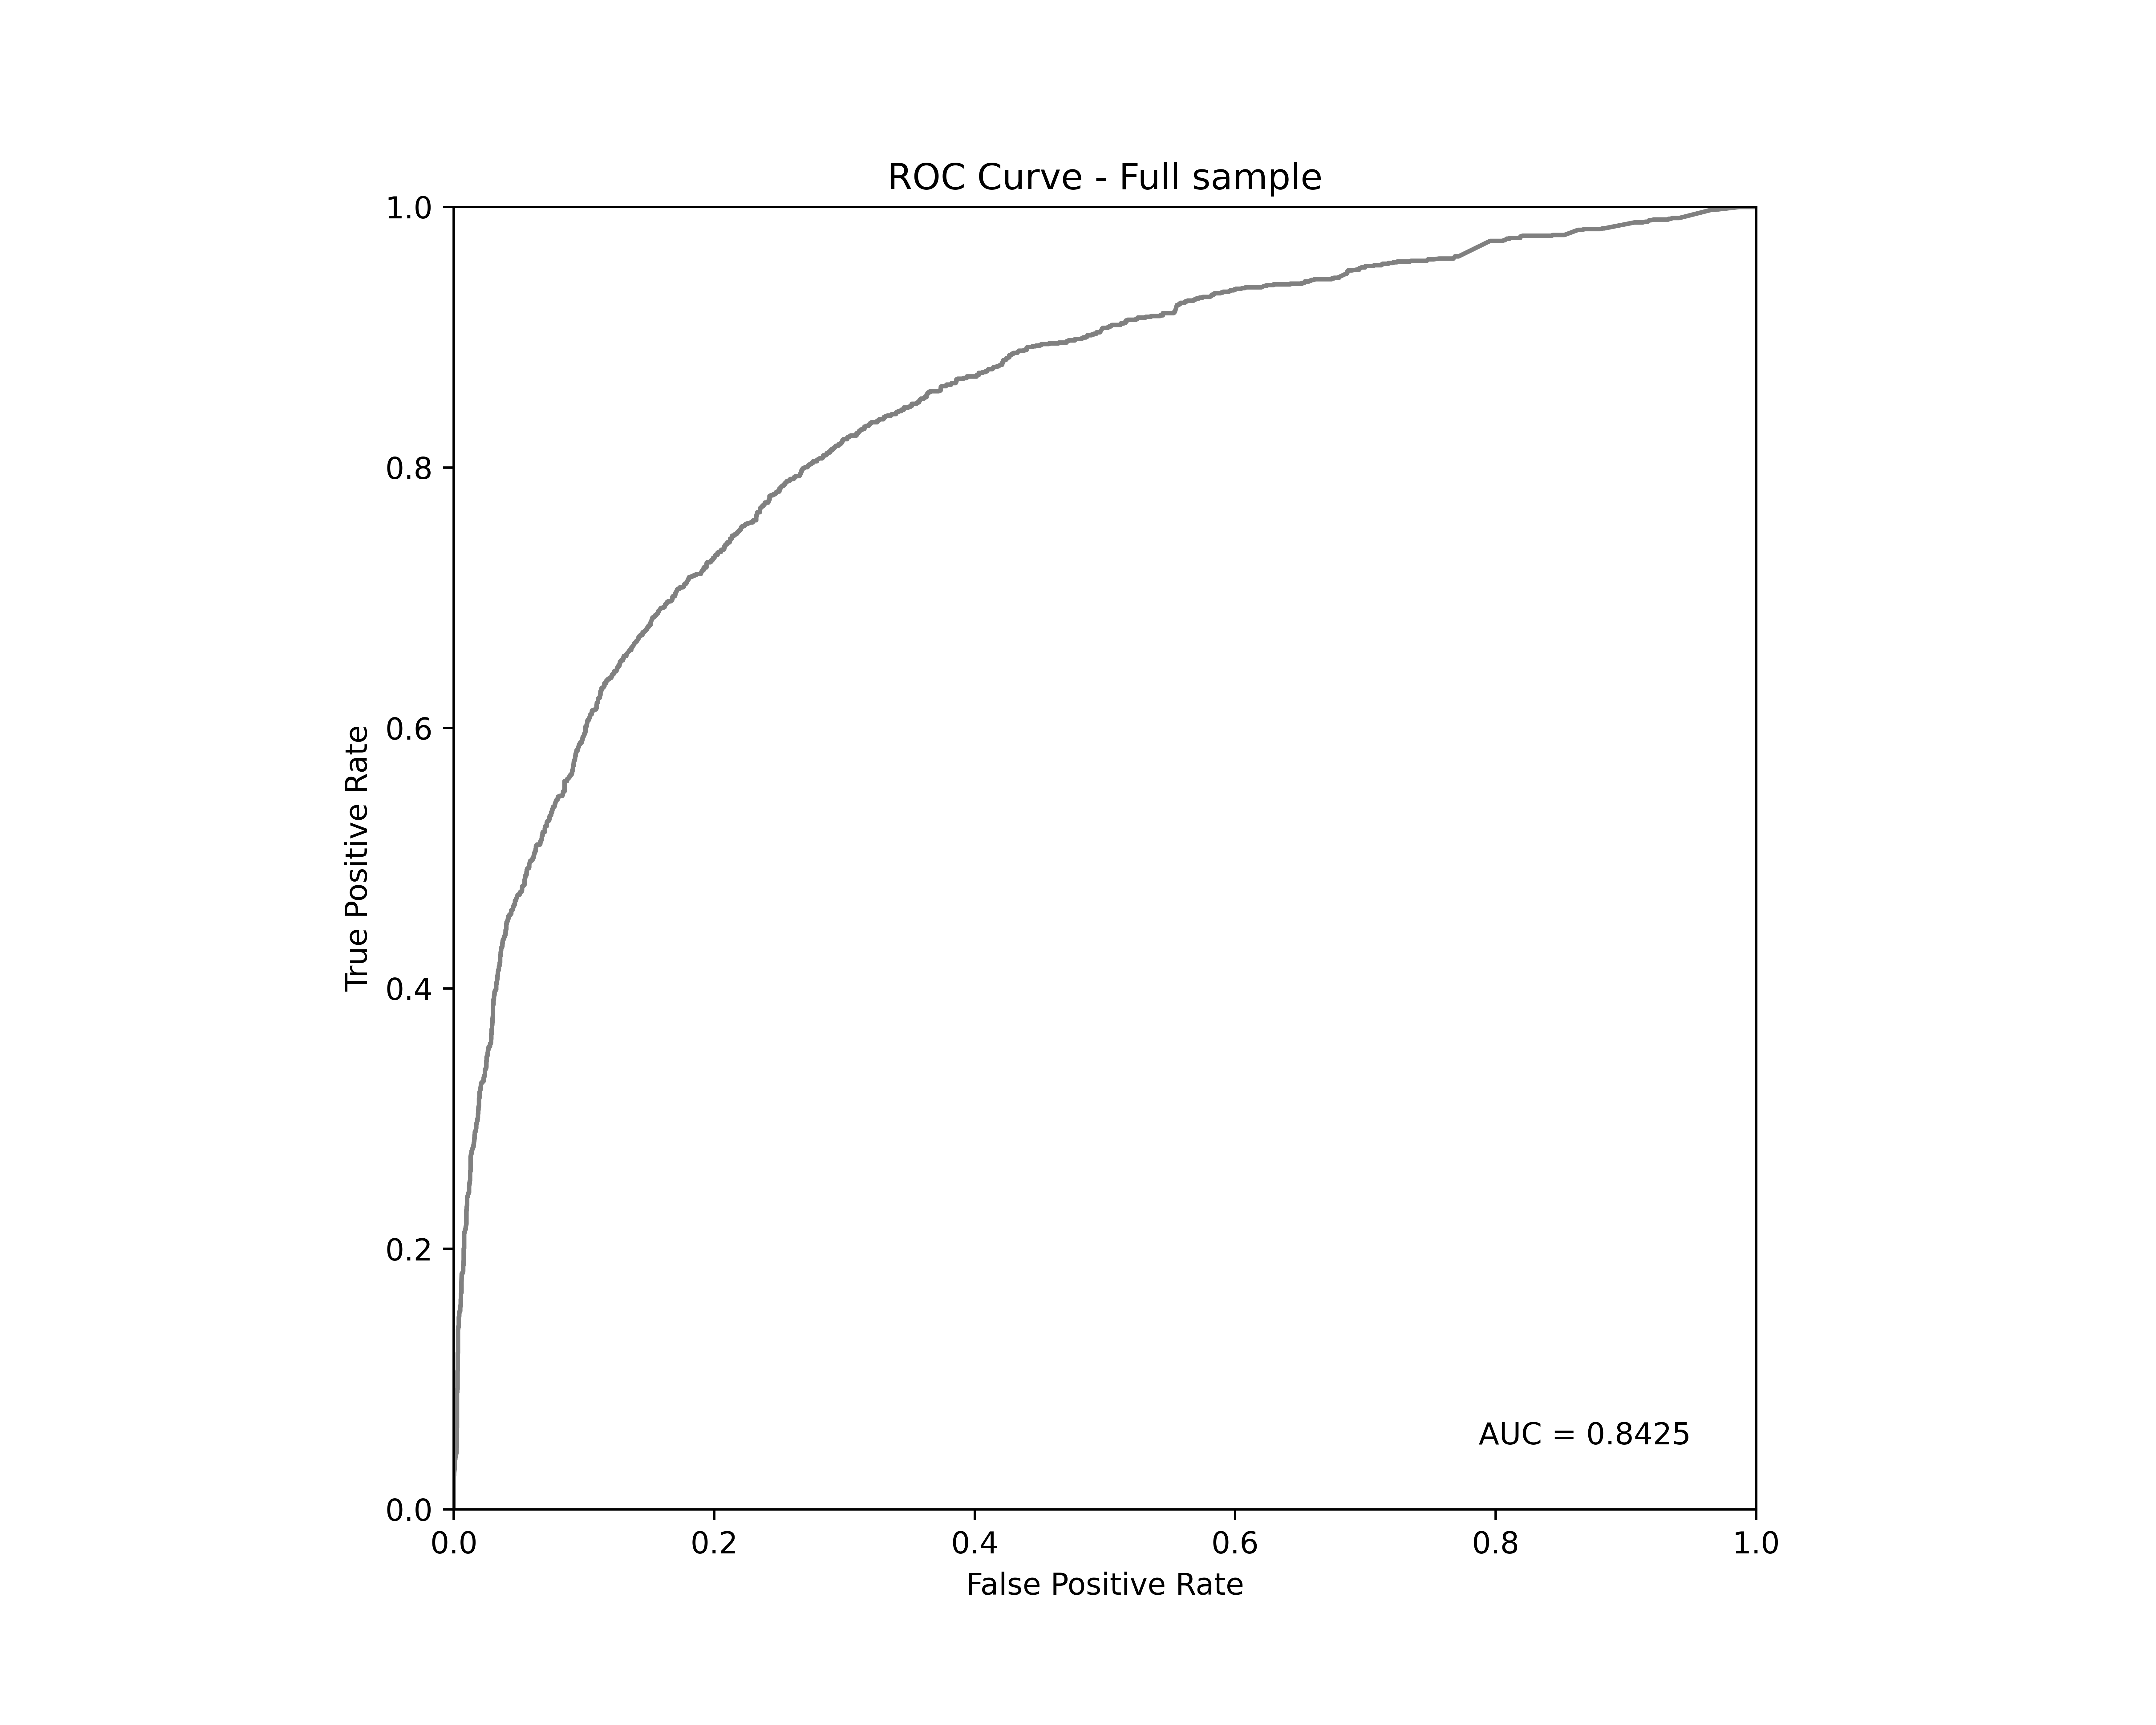 ROC Curve - Full sample
1.0
0.8
0.6
0.4
0.2
0.0
True Positive Rate
AUC = 0.8425
0.0 0.2 0.4 0.6 0.8 1.0
False Positive Rate